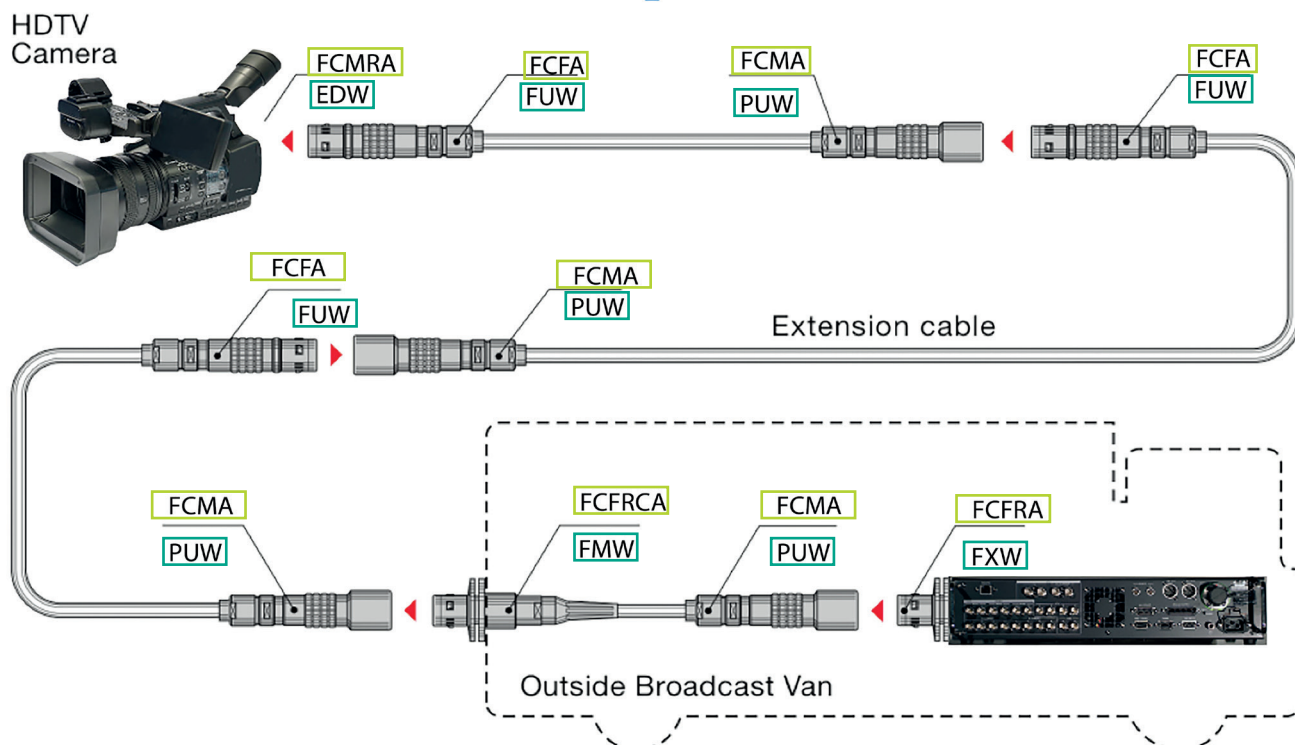 HDTV
Camera
FCMRA
EDW
FCFA
FUW
FCMA
PUW
FCFA
FUW
FCFA
FUW
FCMA
PUW
Extension cable
FCMA
PUW
FCFRCA
FMW
FCMA
PUW
FCFRA
FXW
Outside Broadcast Van